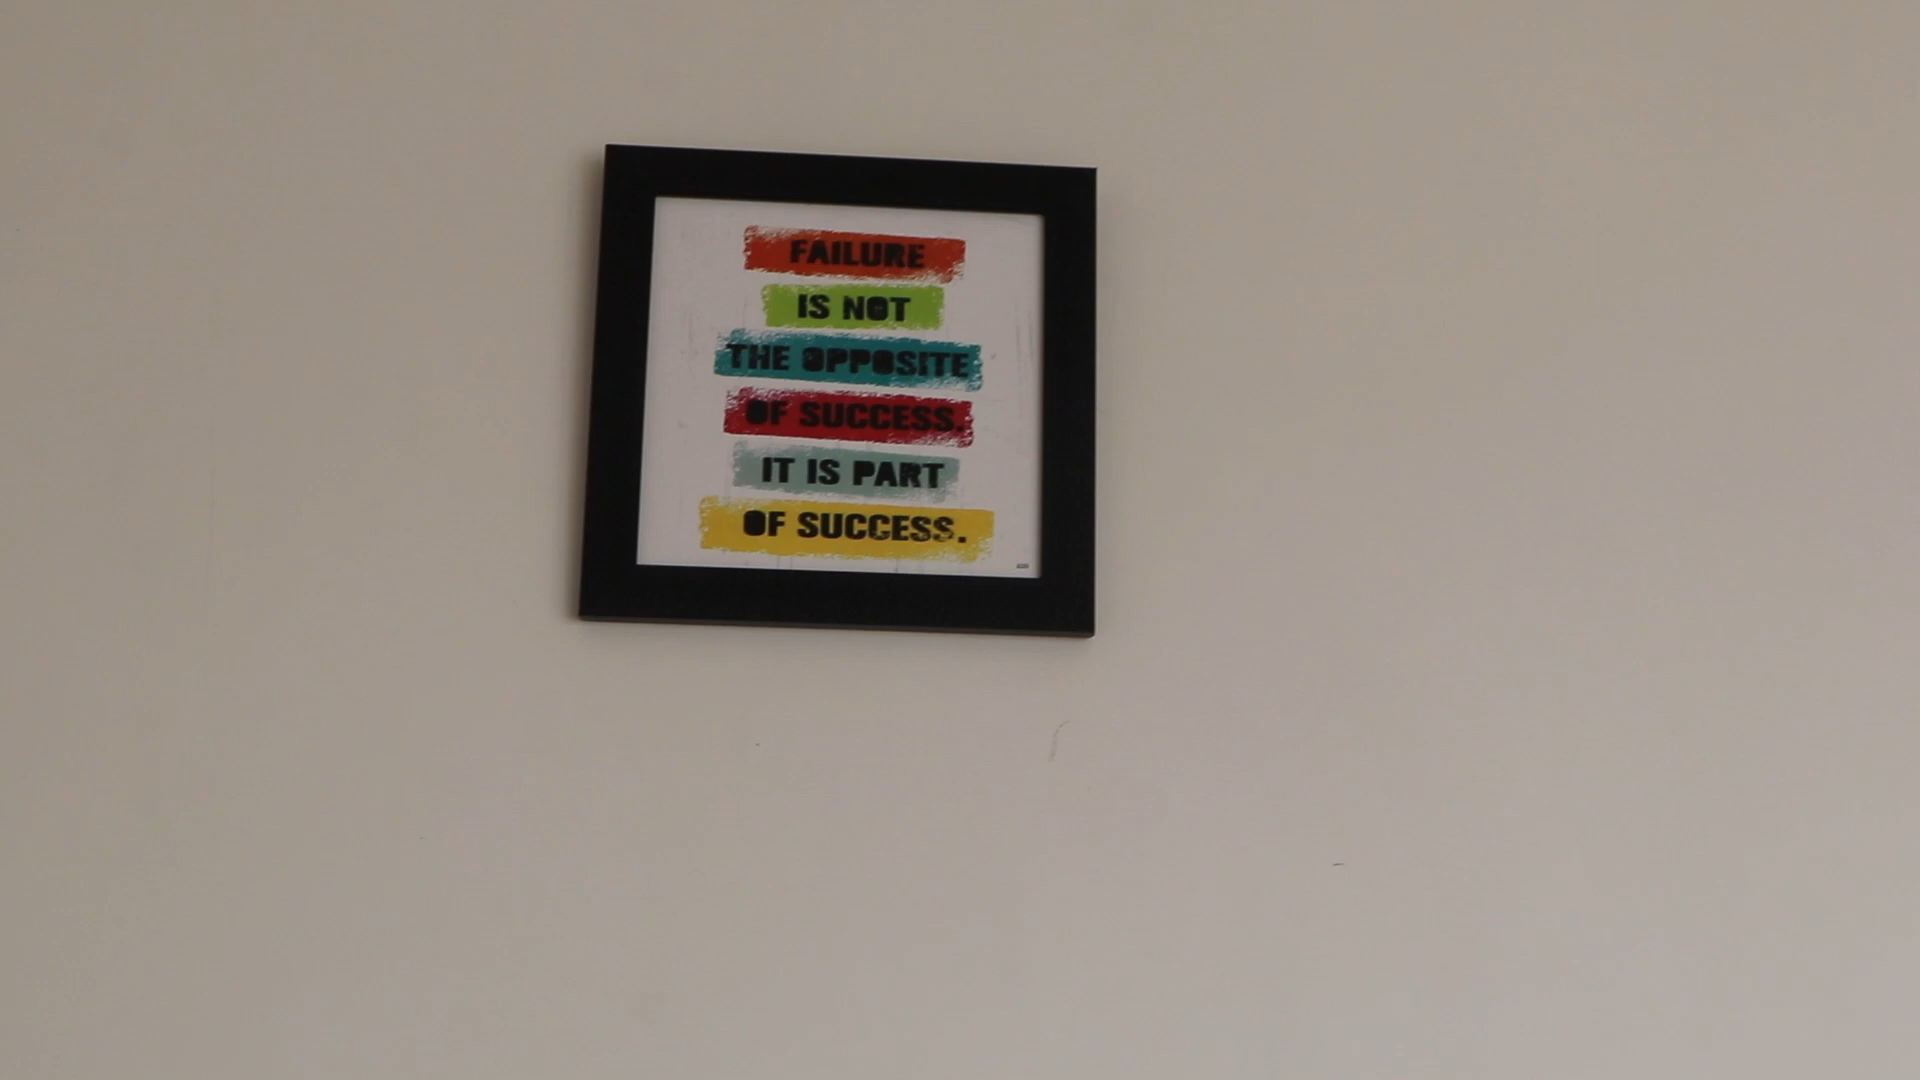 FAILURE
IS NOT
THE OPPOSITE
OF SUCCESS.
IT IS PART
OF SUCCESS.